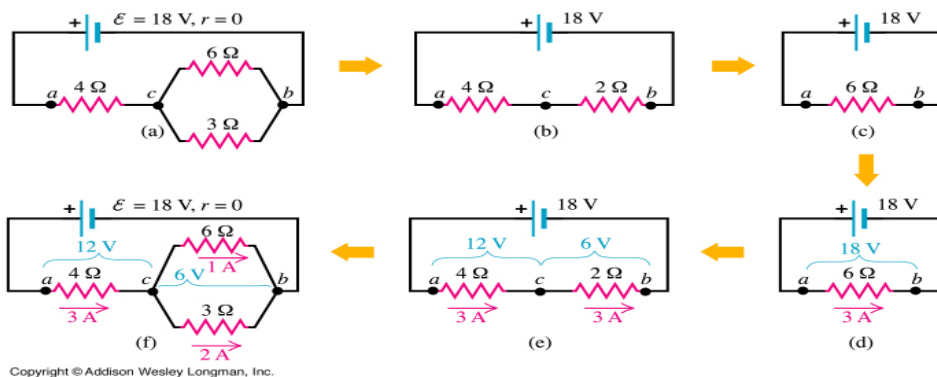 + ℰ = 18 V, r = 0
6 Ω
a 4 Ω c b
3 Ω
(a)
+ 18 V
a 4 Ω c 2 Ω b
(b)
+ 18 V
a 6 Ω b
(c)
+ 18 V
18 V
a 6 Ω b
3 A
(d)
+ 18 V
12 V 6 V
a 4 Ω c 2 Ω b
3 A 3 A
(e)
+ ℰ = 18 V, r = 0
12 V 6 Ω
1 A
a 4 Ω c 6 V b
3 A 3 Ω
2 A
(f)
Copyright © Addison Wesley Longman, Inc.